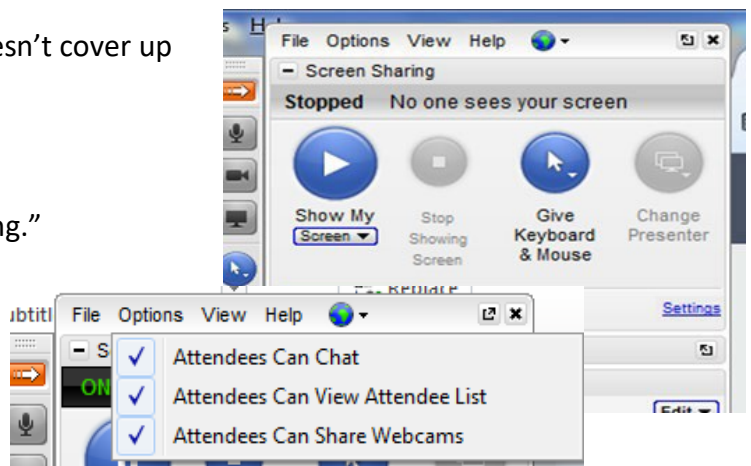 esn’t cover up
ng.”
File Options View Help
Screen Sharing
Stopped No one sees your screen
Show My
Screen
Stop
Showing
Screen
Give
Keyboard
& Mouse
Change
Presenter
Replace
Settings
Edit
ubtitl
File Options View Help
S
ON
Attendees Can Chat
Attendees Can View Attendee List
Attendees Can Share Webcams